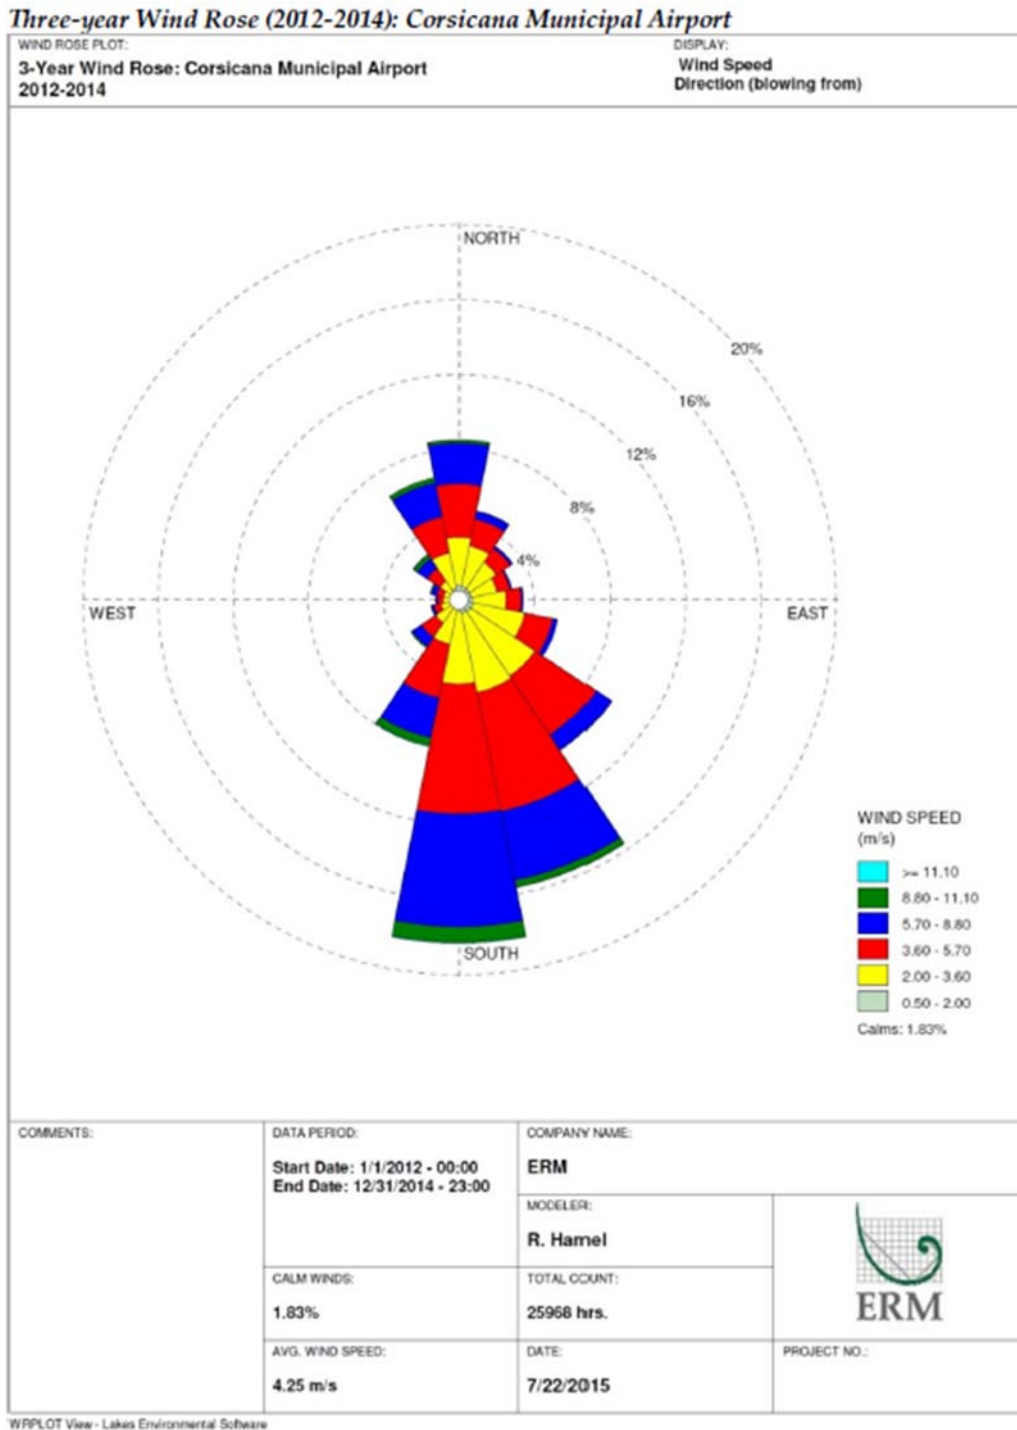 Three-year Wind Rose (2012-2014): Corsicana Municipal Airport
WIND ROSE PLOT:
3-Year Wind Rose: Corsicana Municipal Airport
2012-2014
DISPLAY:
Wind Speed
Direction (blowing from)
NORTH
20%
16%
12%
8%
4%
WEST
EAST
SOUTH
WIND SPEED
(m/s)
>= 11.10
8.80 - 11.10
5.70 - 8.80
3.60 - 5.70
2.00 - 3.60
0.50 - 2.00
Calms: 1.83%
COMMENTS:
DATA PERIOD:
Start Date: 1/1/2012 - 00:00
End Date: 12/31/2014 - 23:00
COMPANY NAME:
ERM
MODELER:
R. Hamel
CALM WINDS:
1.83%
TOTAL COUNT:
25968 hrs.
ERM
AVG. WIND SPEED:
4.25 m/s
DATE:
7/22/2015
PROJECT NO.:
WRPLOT View - Lakes Environmental Software